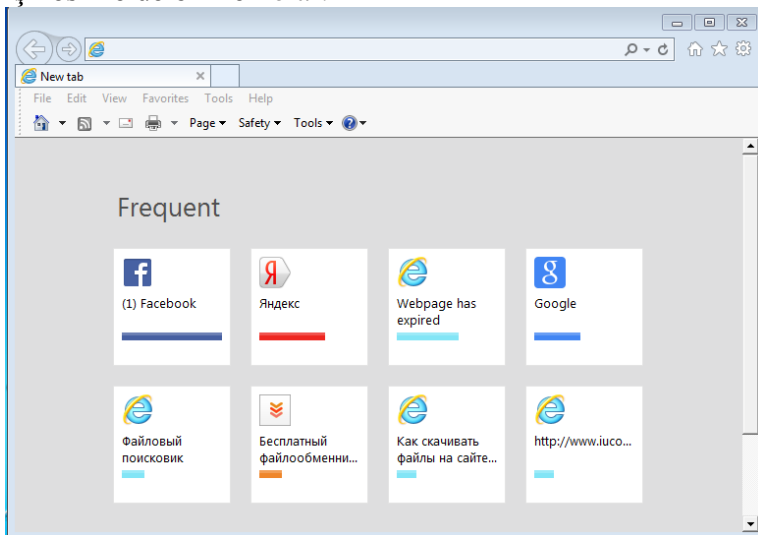 New tab
File Edit View Favorites Tools Help
Page Safety Tools
Frequent
(1) Facebook
Яндекс
Webpage has
expired
Google
Файловый
поисковик
Бесплатный
файлообменни...
Как скачивать
файлы на сайте...
http://www.iuco...